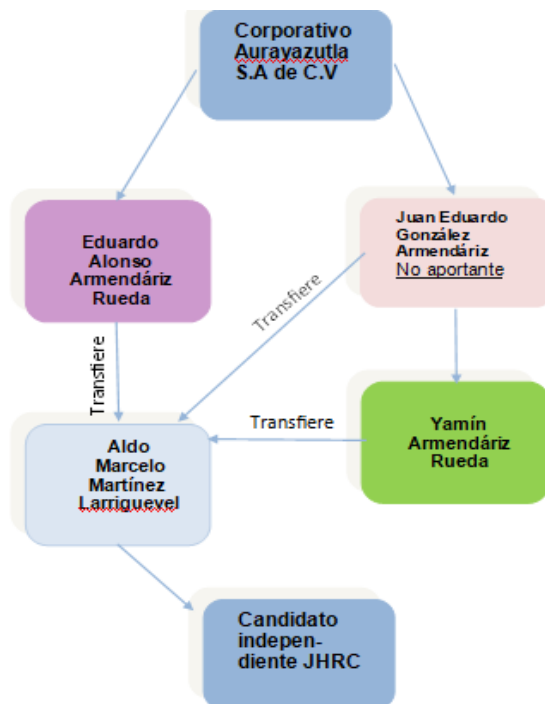 Corporativo
Aurayazutla
S.A de C.V
Eduardo
Alonso
Armendáriz
Rueda
Juan Eduardo
González
Armendáriz
No aportante
Transfiere
Transfiere
Transfiere
Yamín
Armendáriz
Rueda
Aldo
Marcelo
Martínez
Larriguevel
Candidato
indepen-
diente JHRC